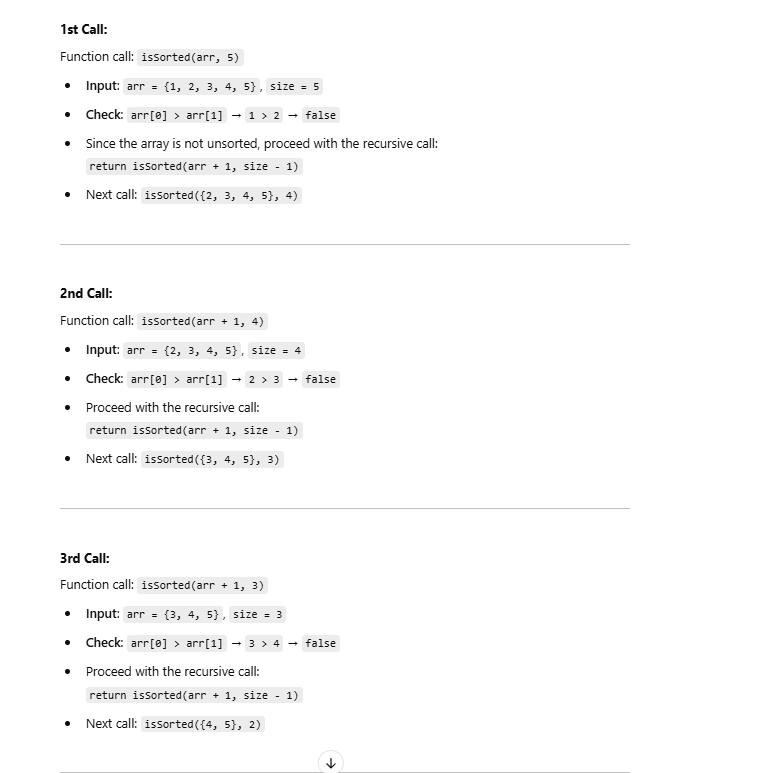 1st Call:
Function call: isSorted(arr, 5)
• Input: arr = {1, 2, 3, 4, 5}, size = 5
• Check: arr[0] > arr[1] → 1 > 2 → false
• Since the array is not unsorted, proceed with the recursive call:
return isSorted(arr + 1, size - 1)
• Next call: isSorted({2, 3, 4, 5}, 4)
2nd Call:
Function call: isSorted(arr + 1, 4)
• Input: arr = {2, 3, 4, 5}, size = 4
• Check: arr[0] > arr[1] → 2 > 3 → false
• Proceed with the recursive call:
return isSorted(arr + 1, size - 1)
• Next call: isSorted({3, 4, 5}, 3)
3rd Call:
Function call: isSorted(arr + 1, 3)
• Input: arr = {3, 4, 5}, size = 3
• Check: arr[0] > arr[1] → 3 > 4 → false
• Proceed with the recursive call:
return isSorted(arr + 1, size - 1)
• Next call: isSorted({4, 5}, 2)